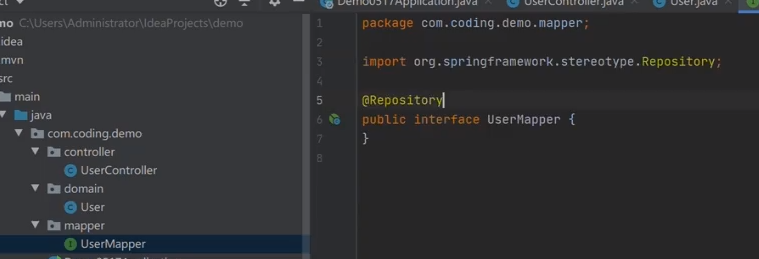 Demo0517Application.java
UserController.java
User.java
mo C:\Users\Administrator\IdeaProjects\demo
idea
mvn
src
main
java
com.coding.demo
controller
UserController
domain
User
mapper
UserMapper
1 package com.coding.demo.mapper;
2
3 import org.springframework.stereotype.Repository;
4
5 @Repository
6 public interface UserMapper {
7 }
8